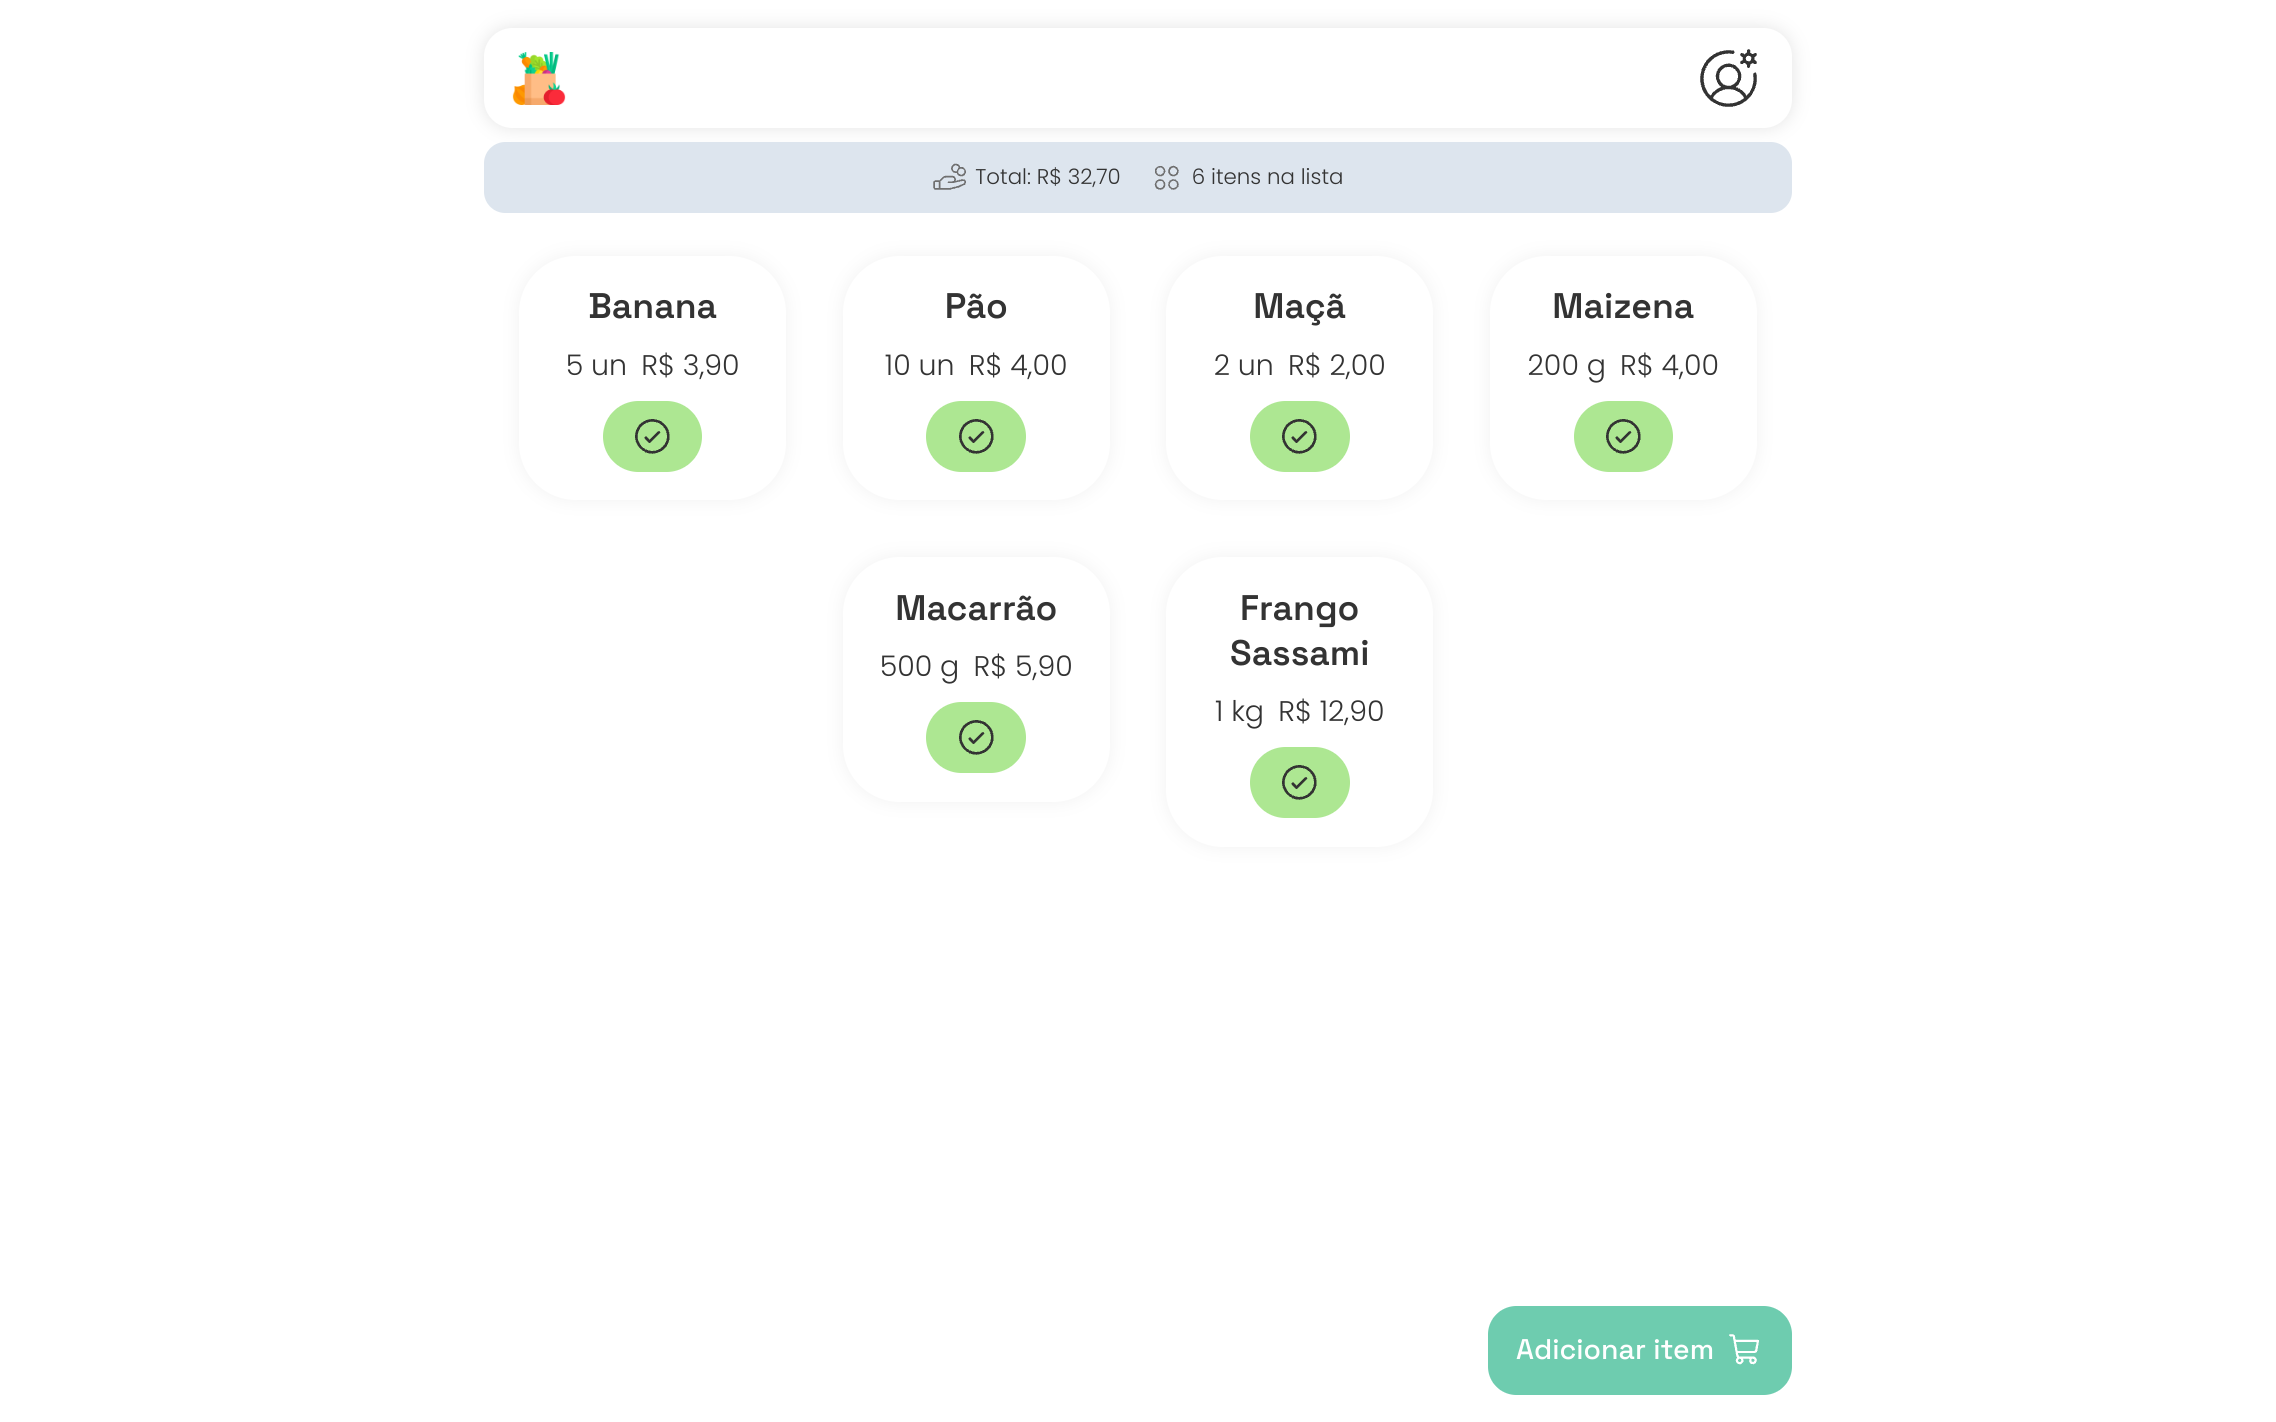 Total: R$ 32,70 6 itens na lista
Banana
5 un R$ 3,90
Pão
10 un R$ 4,00
Maçã
2 un R$ 2,00
Maizena
200 g R$ 4,00
Macarrão
500 g R$ 5,90
Frango
Sassami
1 kg R$ 12,90
Adicionar item